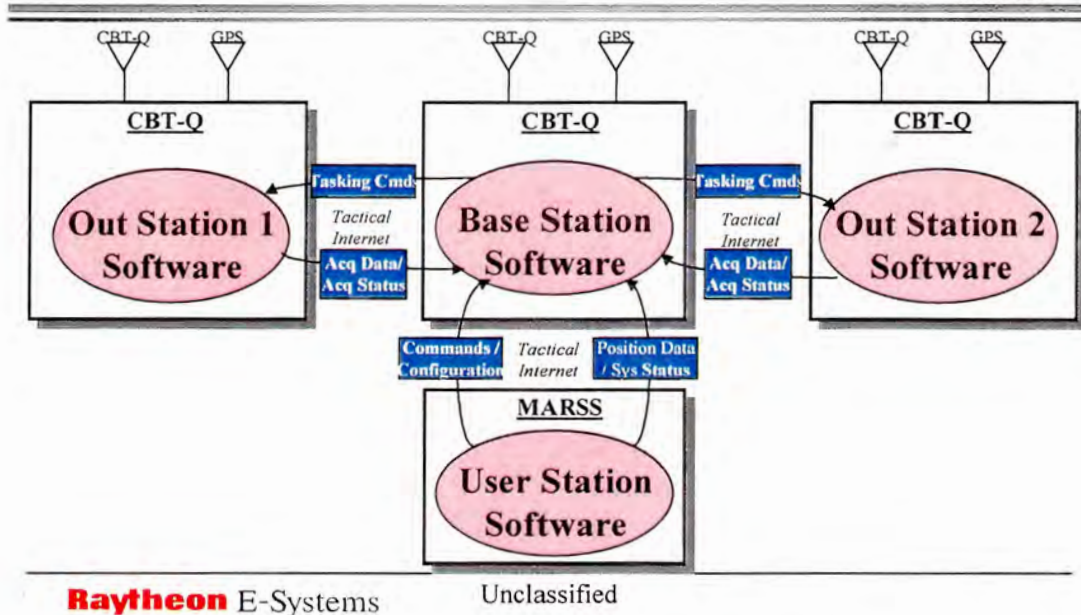 CBT-Q GPS
CBT-Q GPS
CBT-Q GPS
CBT-Q
Out Station 1
Software
CBT-Q
Base Station
Software
CBT-Q
Out Station 2
Software
Tasking Cmds
Tactical
Internet
Acq Data/
Acq Status
Tasking Cmds
Tactical
Internet
Acq Data/
Acq Status
Commands /
Configuration
Tactical
Internet
Position Data
/ Sys Status
MARSS
User Station
Software
Raytheon E-Systems
Unclassified